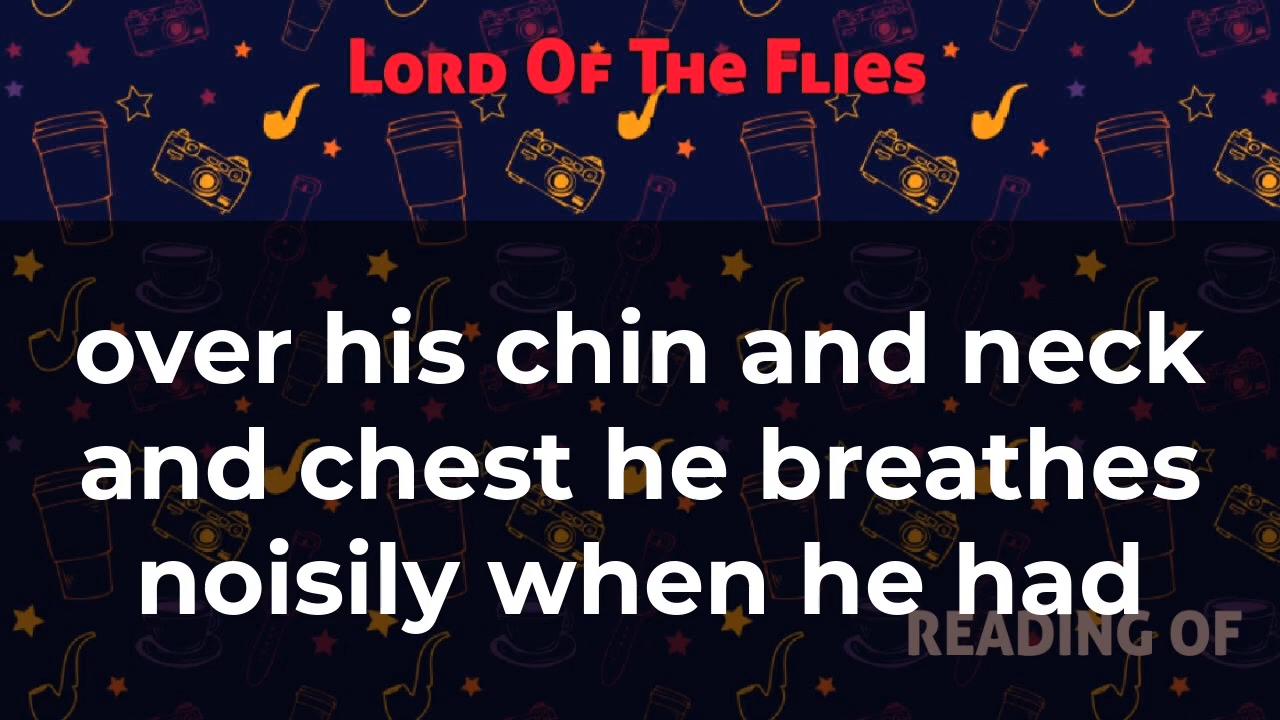 Lord Of The Flies
over his chin and neck
and chest he breathes
noisily when he had
READING OF